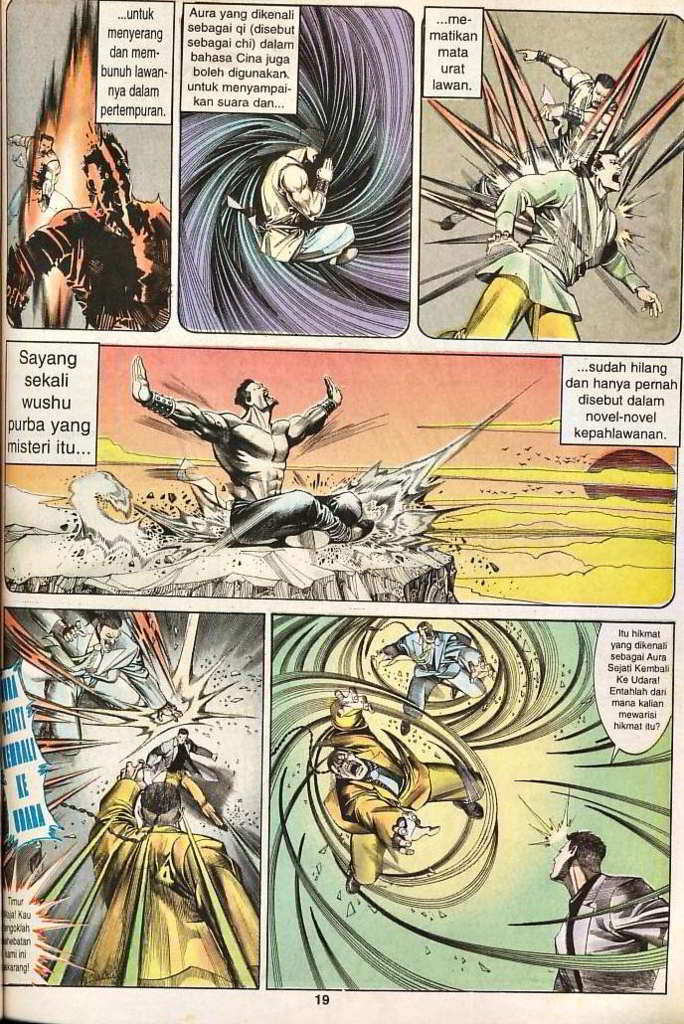 ...untuk
menyerang
dan mem-
bunuh lawan-
nya dalam
pertempuran.
Aura yang dikenali
sebagai qi (disebut
sebagai chi) dalam
bahasa Cina juga
boleh digunakan.
untuk menyampai-
kan suara dan...
...me-
matikan
mata
urat
lawan.
Sayang
sekali
wushu
purba yang
misteri itu...
...sudah hilang
dan hanya pernah
disebut dalam
novel-novel
kepahlawanan.
KE
UDARA
Timur
Kau
ini
Itu hikmat
yang dikenali
sebagai Aura
Sejati Kembali
Ke Udara!
Entahlah dari
mana kalian
mewarisi
hikmat itu?
19